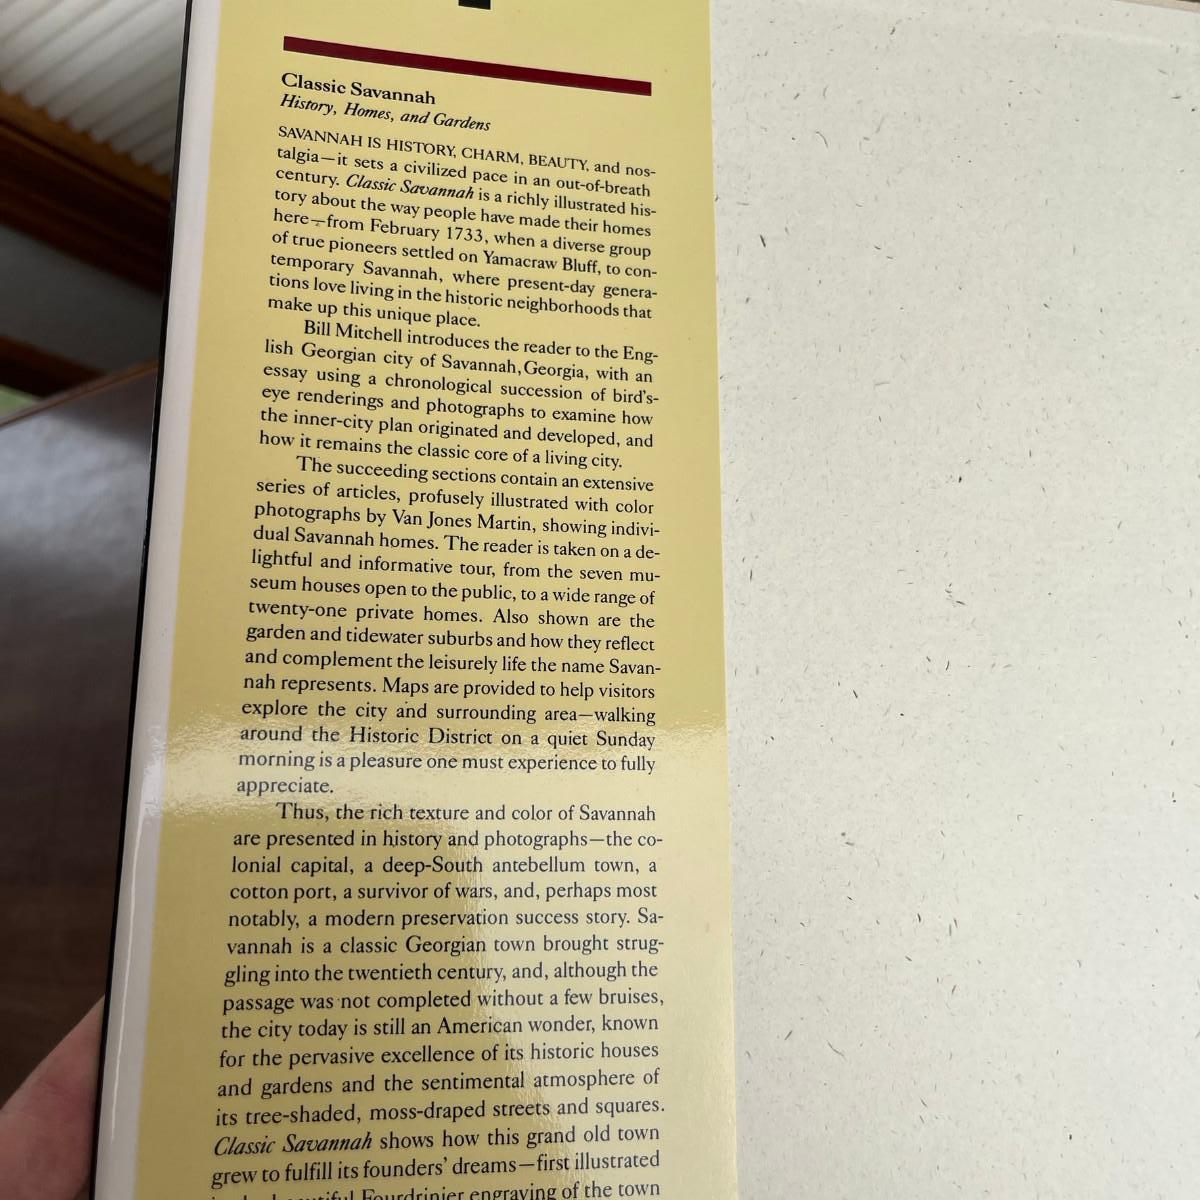 Classic Savannah
History, Homes, and Gardens
SAVANNAH IS HISTORY, CHARM, BEAUTY, and nos-
talgia—it sets a civilized pace in an out-of-breath
century. Classic Savannah is a richly illustrated his-
tory about the way people have made their homes
here—from February 1733, when a diverse group
of true pioneers settled on Yamacraw Bluff, to con-
temporary Savannah, where present-day genera-
tions love living in the historic neighborhoods that
make up this unique place.
Bill Mitchell introduces the reader to the Eng-
lish Georgian city of Savannah, Georgia, with an
essay using a chronological succession of bird's-
eye renderings and photographs to examine how
the inner-city plan originated and developed, and
how it remains the classic core of a living city.
The succeeding sections contain an extensive
series of articles, profusely illustrated with color
photographs by Van Jones Martin, showing indivi-
dual Savannah homes. The reader is taken on a de-
lightful and informative tour, from the seven mu-
seum houses open to the public, to a wide range of
twenty-one private homes. Also shown are the
garden and tidewater suburbs and how they reflect
and complement the leisurely life the name Savan-
nah represents. Maps are provided to help visitors
explore the city and surrounding area—walking
around the Historic District on a quiet Sunday
morning is a pleasure one must experience to fully
appreciate.
Thus, the rich texture and color of Savannah
are presented in history and photographs—the co-
lonial capital, a deep-South antebellum town, a
cotton port, a survivor of wars, and, perhaps most
notably, a modern preservation success story. Sa-
vannah is a classic Georgian town brought strug-
gling into the twentieth century, and, although the
passage was not completed without a few bruises,
the city today is still an American wonder, known
for the pervasive excellence of its historic houses
and gardens and the sentimental atmosphere of
its tree-shaded, moss-draped streets and squares.
Classic Savannah shows how this grand old town
grew to fulfill its founders' dreams—first illustrated
Fourdrinier engraving of the town